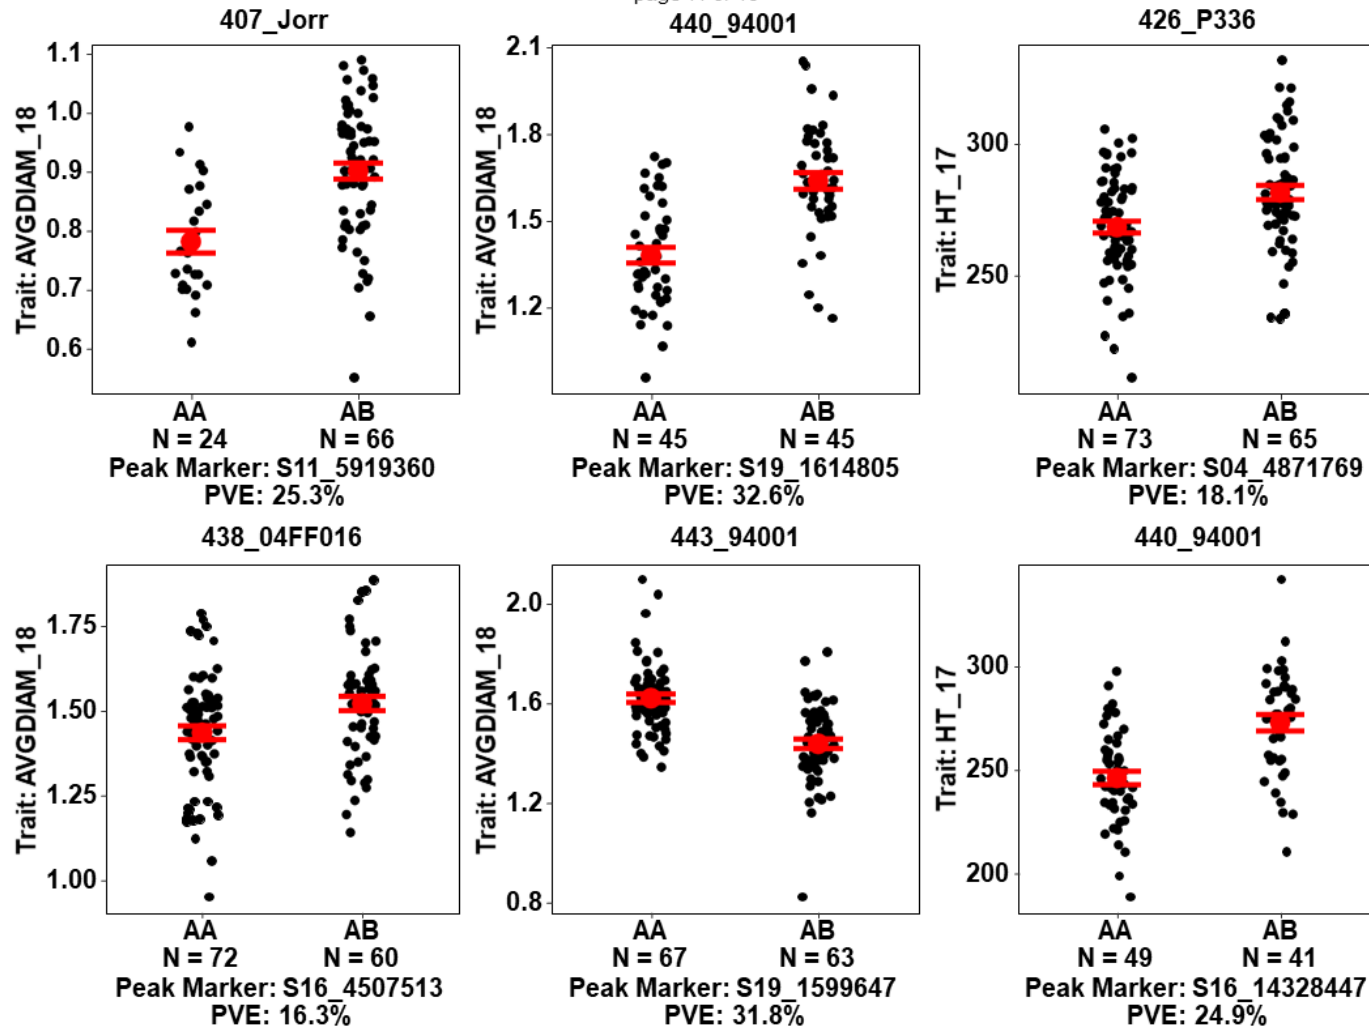 407_Jorr
1.1
1.0
0.9
0.8
0.7
0.6
Trait: AVGDIAM_18
AA
AB
N = 24
N = 66
Peak Marker: S11_5919360
PVE: 25.3%
440_94001
2.1
1.8
1.5
1.2
Trait: AVGDIAM_18
AA
AB
N = 45
N = 45
Peak Marker: S19_1614805
PVE: 32.6%
426_P336
300
250
Trait: HT_17
AA
AB
N = 73
N = 65
Peak Marker: S04_4871769
PVE: 18.1%
438_04FF016
1.75
1.50
1.25
1.00
Trait: AVGDIAM_18
AA
AB
N = 72
N = 60
Peak Marker: S16_4507513
PVE: 16.3%
443_94001
2.0
1.6
1.2
0.8
Trait: AVGDIAM_18
AA
AB
N = 67
N = 63
Peak Marker: S19_1599647
PVE: 31.8%
440_94001
300
250
200
Trait: HT_17
AA
AB
N = 49
N = 41
Peak Marker: S16_14328447
PVE: 24.9%